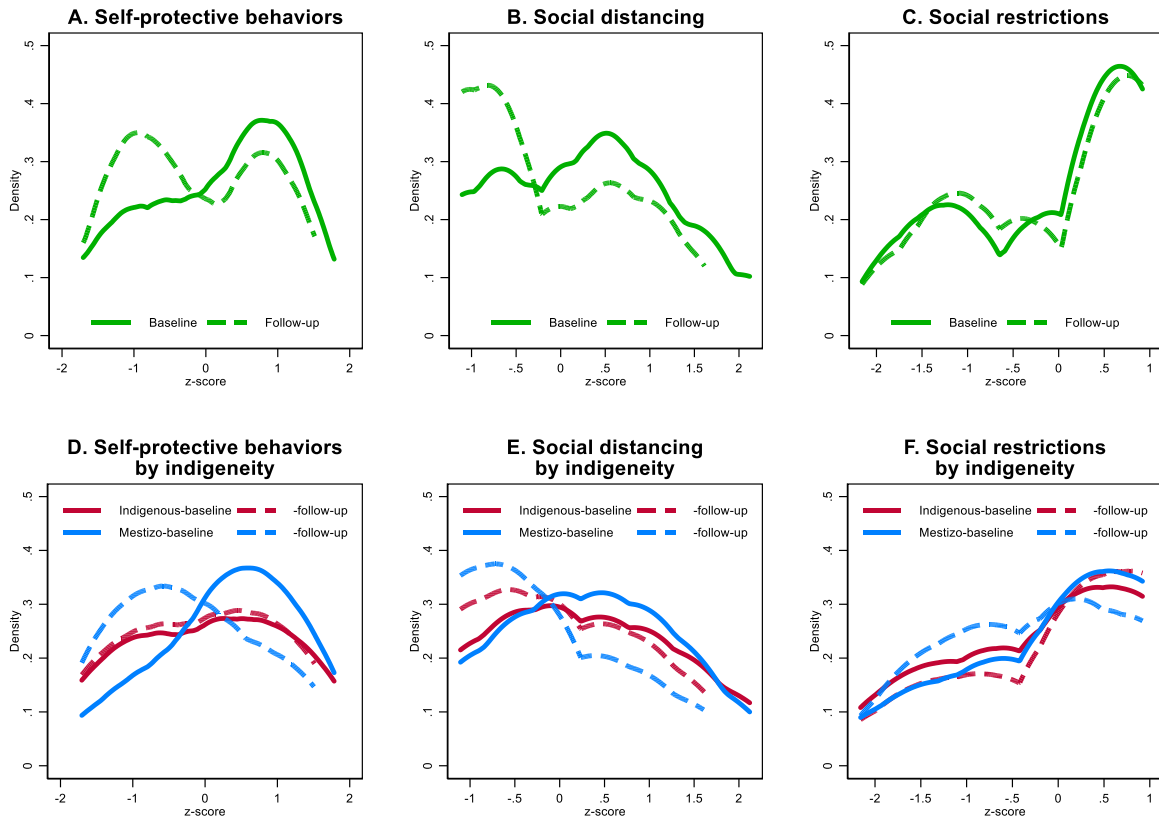 A. Self-protective behaviors
.5
.4
.3
.2
.1
0
Density
-2
-1
0
1
2
z-score
Baseline
Follow-up
B. Social distancing
.5
.4
.3
.2
.1
0
Density
-1
-.5
0
.5
1
1.5
2
z-score
Baseline
Follow-up
C. Social restrictions
.5
.4
.3
.2
.1
0
Density
-2
-1.5
-1
-.5
0
.5
1
z-score
Baseline
Follow-up
D. Self-protective behaviors
by indigeneity
Indigenous-baseline
-follow-up
Mestizo-baseline
-follow-up
.5
.4
.3
.2
.1
0
Density
-2
-1
0
1
2
z-score
E. Social distancing
by indigeneity
Indigenous-baseline
-follow-up
Mestizo-baseline
-follow-up
.5
.4
.3
.2
.1
0
Density
-1
-.5
0
.5
1
1.5
2
z-score
F. Social restrictions
by indigeneity
Indigenous-baseline
-follow-up
Mestizo-baseline
-follow-up
.5
.4
.3
.2
.1
0
Density
-2
-1.5
-1
-.5
0
.5
1
z-score